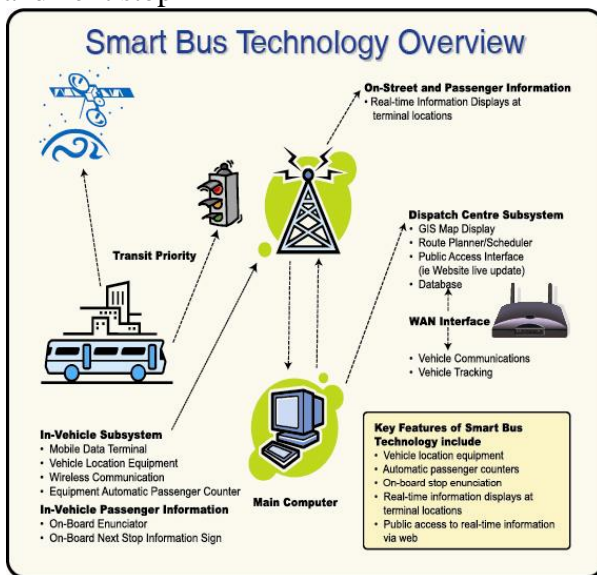 Smart Bus Technology Overview
On-Street and Passenger Information
• Real-time Information Displays at
terminal locations
Transit Priority
Dispatch Centre Subsystem
• GIS Map Display
• Route Planner/Scheduler
• Public Access Interface
(ie Website live update)
• Database
WAN Interface
• Vehicle Communications
• Vehicle Tracking
In-Vehicle Subsystem
• Mobile Data Terminal
• Vehicle Location Equipment
• Wireless Communication
• Equipment Automatic Passenger Counter
In-Vehicle Passenger Information
• On-Board Enunciator
• On-Board Next Stop Information Sign
Main Computer
Key Features of Smart Bus
Technology include
• Vehicle location equipment
• Automatic passenger counters
• On-board stop enunciation
• Real-time information displays at
terminal locations
• Public access to real-time information
via web